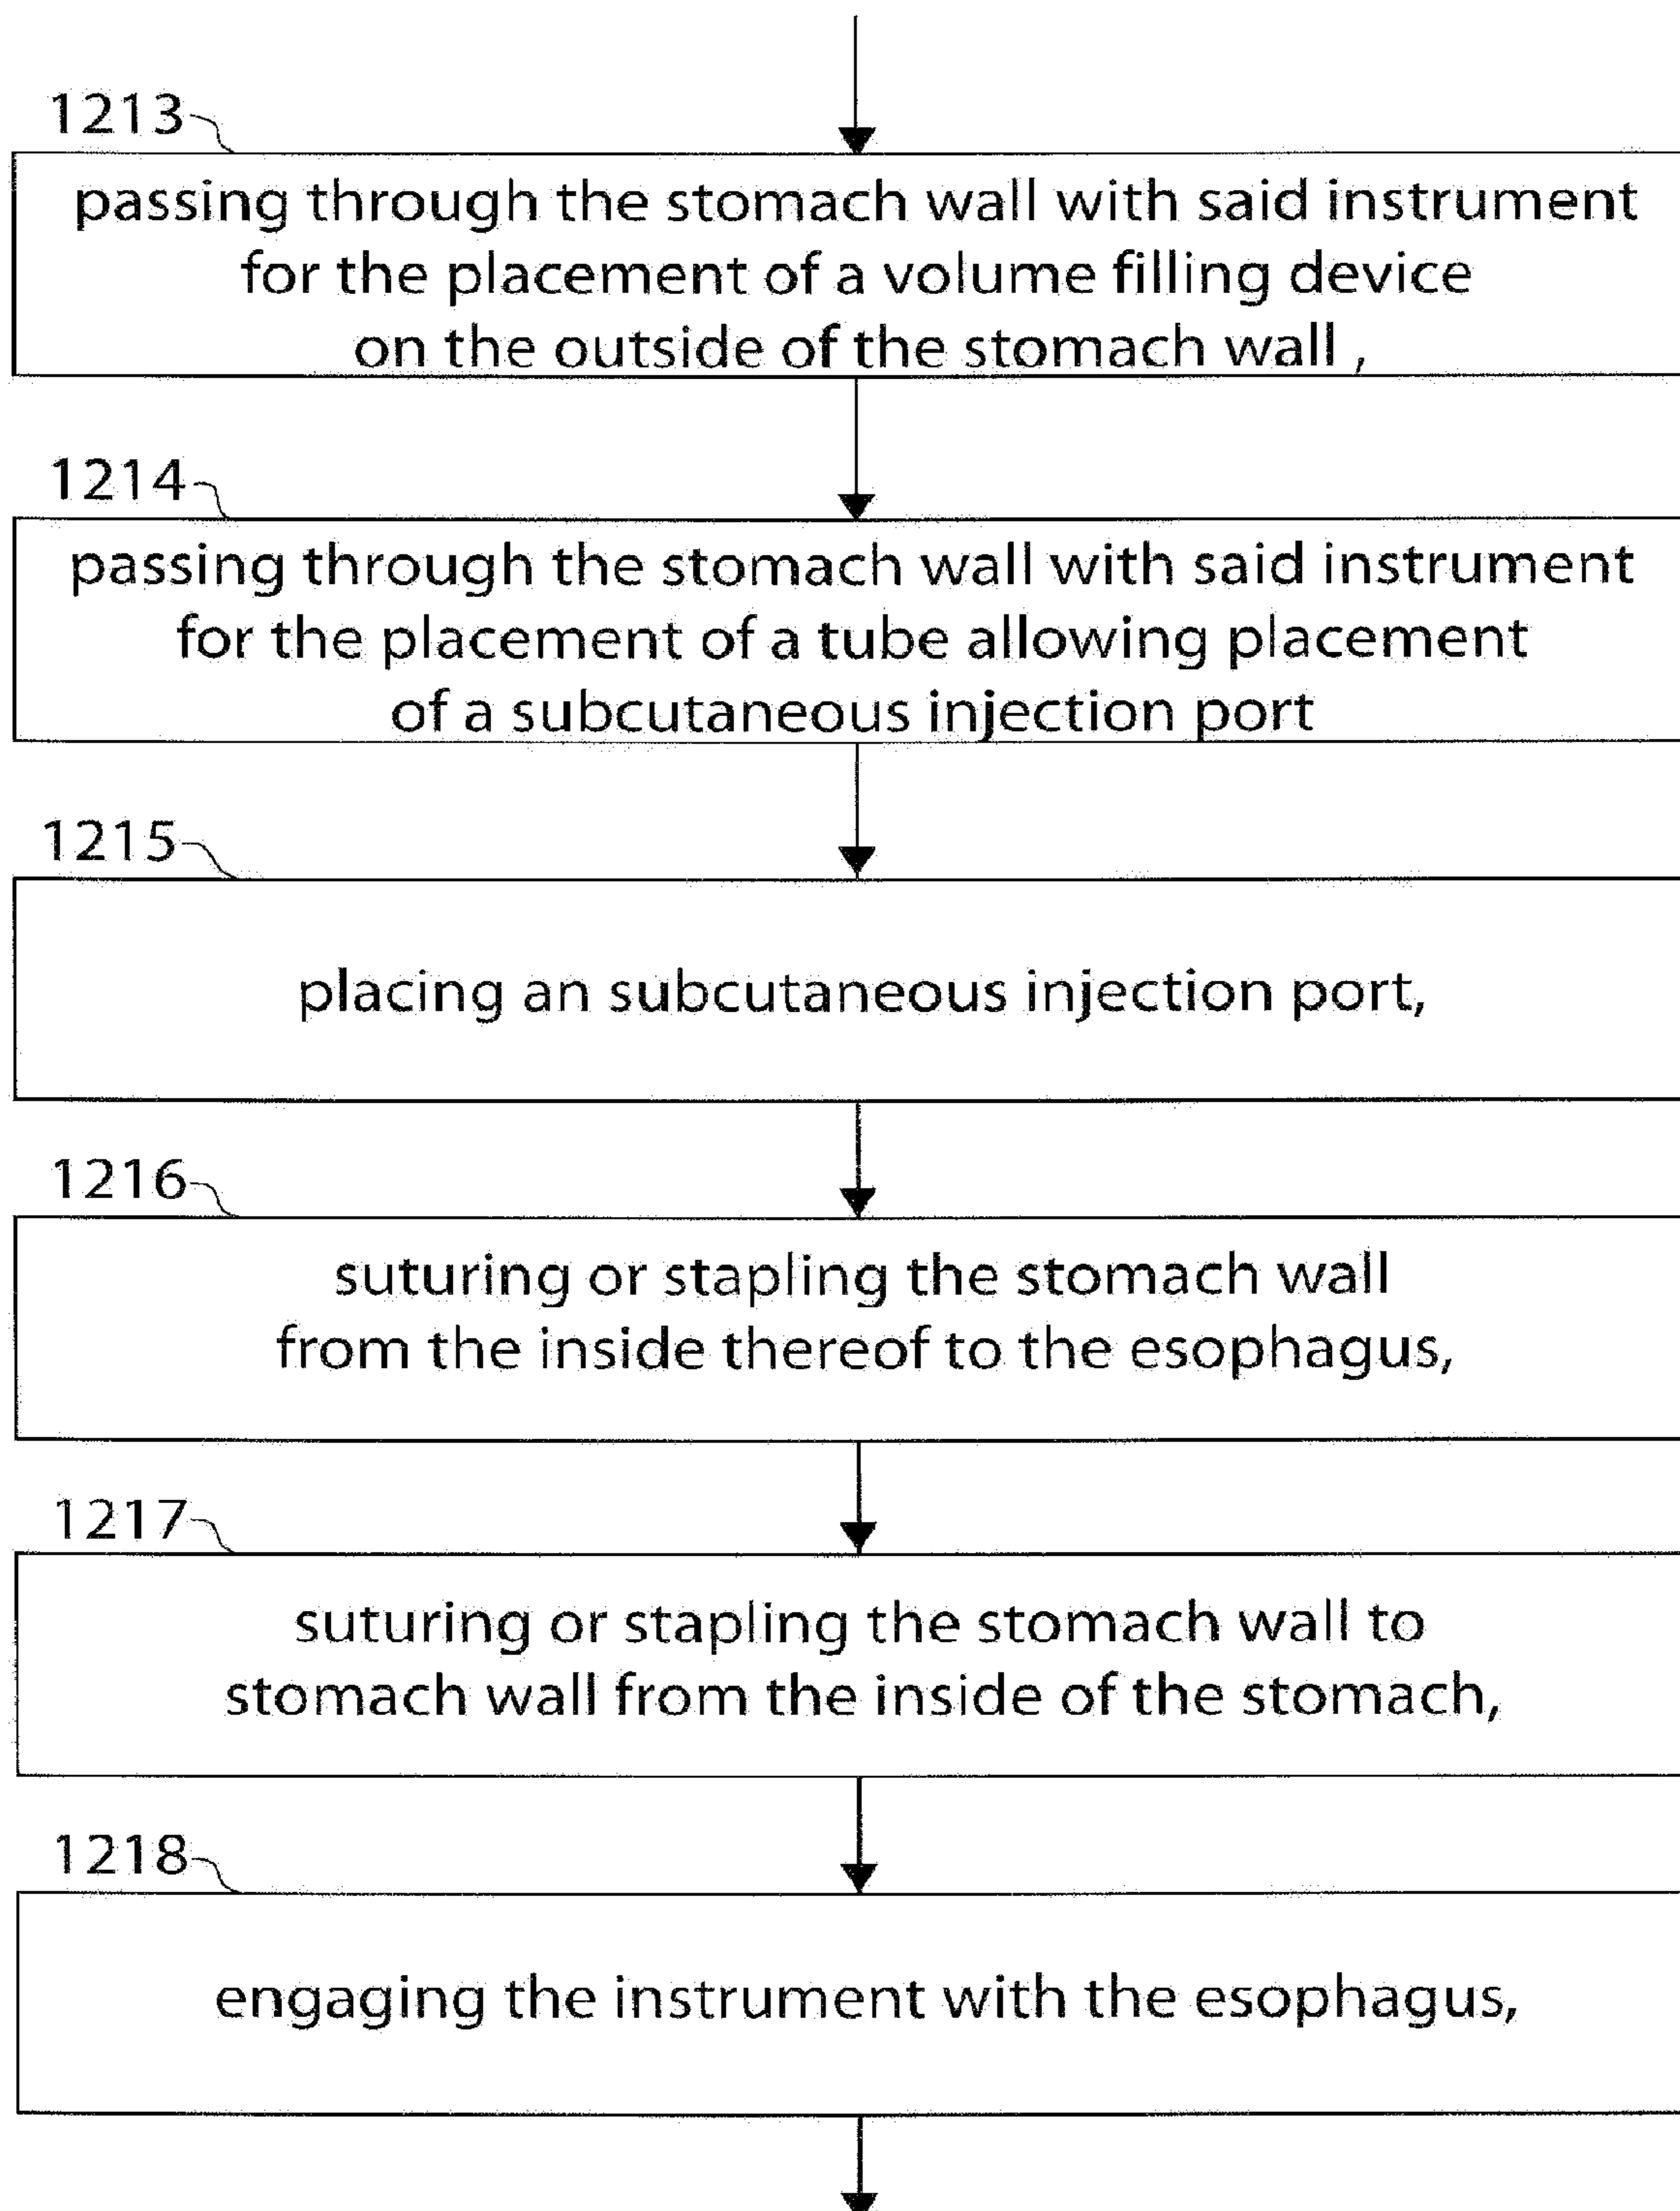 1213
passing through the stomach wall with said instrument
for the placement of a volume filling device
on the outside of the stomach wall ,
1214
passing through the stomach wall with said instrument
for the placement of a tube allowing placement
of a subcutaneous injection port
1215
placing an subcutaneous injection port,
1216
suturing or stapling the stomach wall
from the inside thereof to the esophagus,
1217
suturing or stapling the stomach wall to
stomach wall from the inside of the stomach,
1218
engaging the instrument with the esophagus,